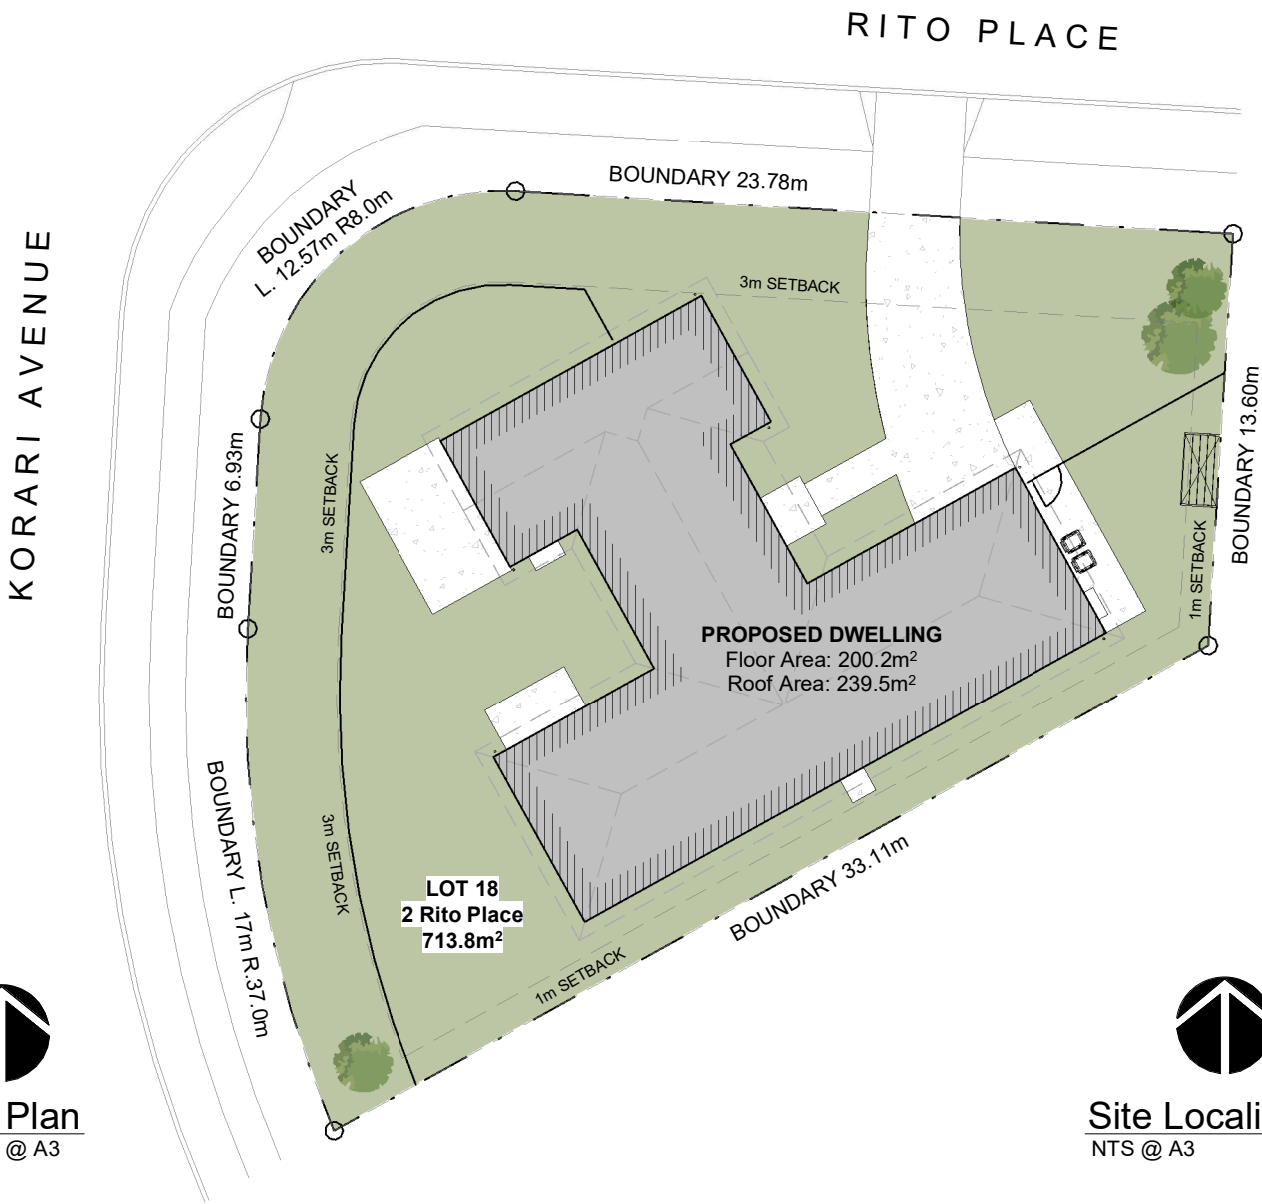 RITO PLACE
BOUNDARY 23.78m
BOUNDARY
L. 12.57m R8.0m
KORARI AVENUE
3m SETBACK
BOUNDARY 6.93m
3m SETBACK
BOUNDARY 13.60m
1m SETBACK
PROPOSED DWELLING
Floor Area: 200.2m²
Roof Area: 239.5m²
BOUNDARY L. 17m R.37.0m
3m SETBACK
LOT 18
2 Rito Place
713.8m²
BOUNDARY 33.11m
1m SETBACK
Plan
@ A3
Site Locali
NTS @ A3